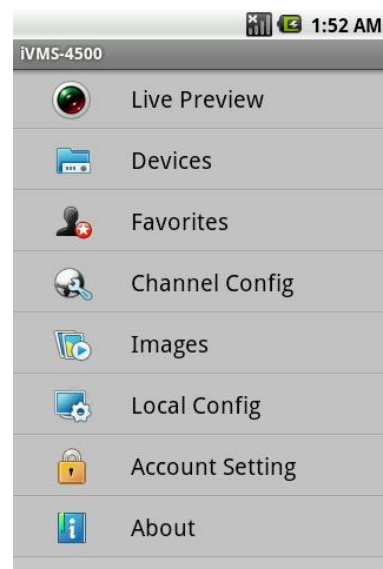 1:52 AM
iVMS-4500
Live Preview
Devices
Favorites
Channel Config
Images
Local Config
Account Setting
About